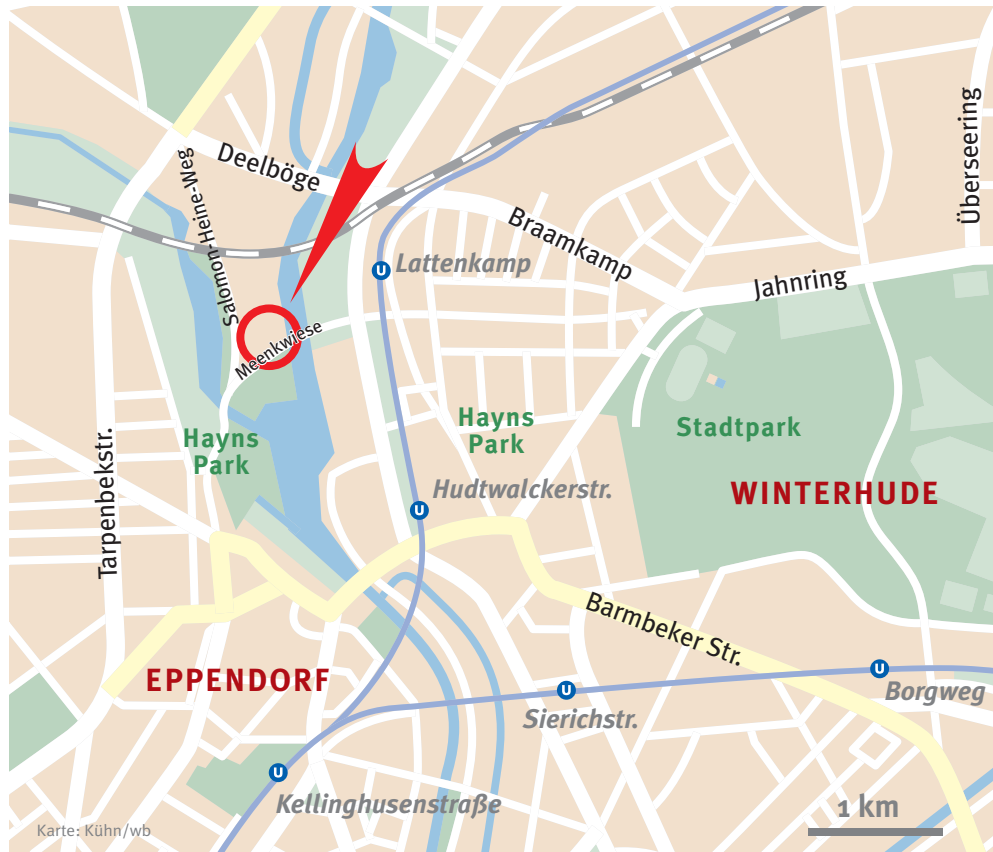 Deelböge
Salomon-Heine-Weg
Überseering
Braamkamp
U Lattenkamp
Jahnring
Meenkwiese
Hayns
Park
Hayns
Park
Stadtpark
Tarpenbekstr.
U Hudtwalckerstr.
WINTERHUDE
Barmbeker Str.
EPPENDORF
U
Borgweg
U
Sierichstr.
U
Kellinghusenstraße
1 km
Karte: Kühn/wb